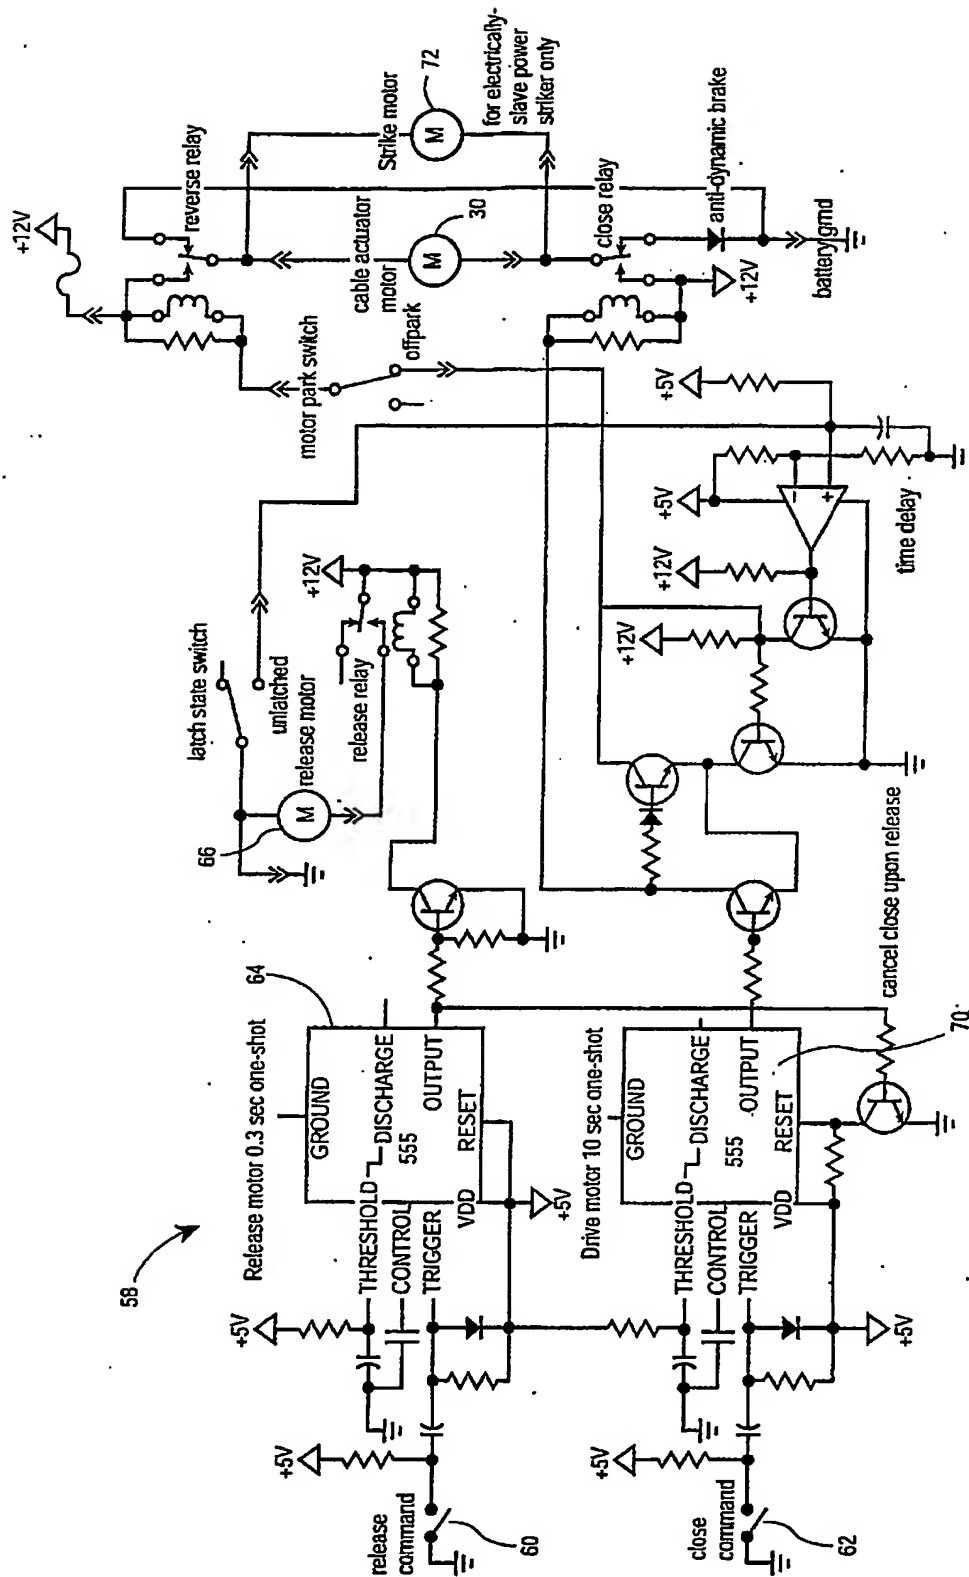 58
+5V
release
command
60
+5V
THRESHOLD
CONTROL
TRIGGER
VDD
Release motor 0.3 sec one-shot
GROUND
DISCHARGE
555
OUTPUT
RESET
64
+5V
close
command
62
+5V
THRESHOLD
CONTROL
TRIGGER
VDD
Drive motor 10 sec one-shot
GROUND
DISCHARGE
555
OUTPUT
RESET
70
+5V
cancel close upon release
66
M
release motor
latch state switch
unlatched
release relay
+12V
+12V
+12V
+5V
+5V
-
+
time delay
motor park switch
offpark
+12V
reverse relay
cable actuator
motor
M
30
Strike motor
M
72
for electrically-
slave power
striker only
close relay
anti-dynamic brake
+12V
battery gmd